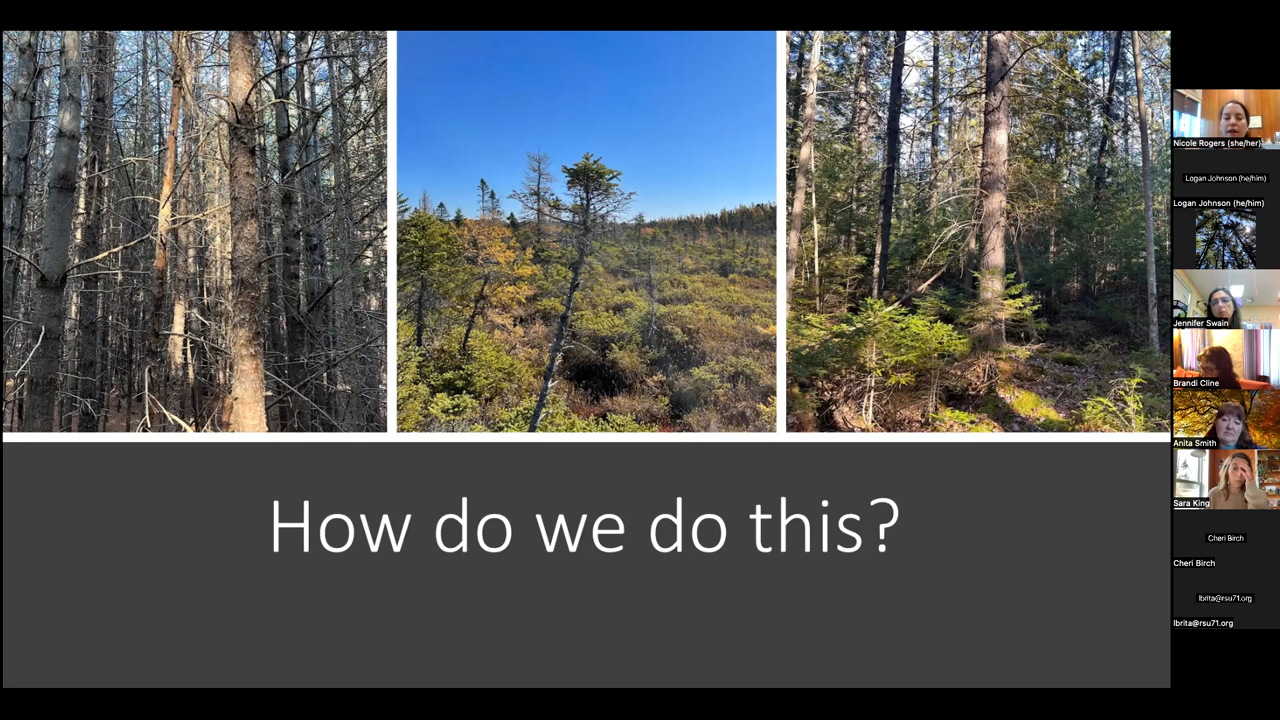 How do we do this?
Nicole Rogers (she/her)
Logan Johnson (he/him)
Logan Johnson (he/him)
Jennifer Swain
Brandi Cline
Anita Smith
Sara King
Cheri Birch
Cheri Birch
lbrita@rsu71.org
lbrita@rsu71.org